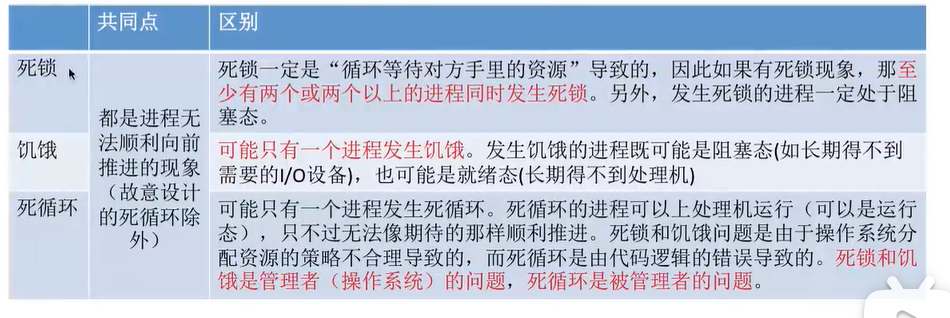 共同点
区别
死锁
都是进程无
法顺利向前
推进的现象
（故意设计
的死循环除
外）
死锁一定是“循环等待对方手里的资源”导致的，因此如果有死锁现象，那至
少有两个或两个以上的进程同时发生死锁。另外，发生死锁的进程一定处于阻
塞态。
饥饿
可能只有一个进程发生饥饿。发生饥饿的进程既可能是阻塞态(如长期得不到
需要的I/O设备)，也可能是就绪态(长期得不到处理机)
死循环
可能只有一个进程发生死循环。死循环的进程可以上处理机运行（可以是运行
态），只不过无法像期待的那样顺利推进。死锁和饥饿问题是由于操作系统分
配资源的策略不合理导致的，而死循环是由代码逻辑的错误导致的。死锁和饥
饿是管理者（操作系统）的问题，死循环是被管理者的问题。